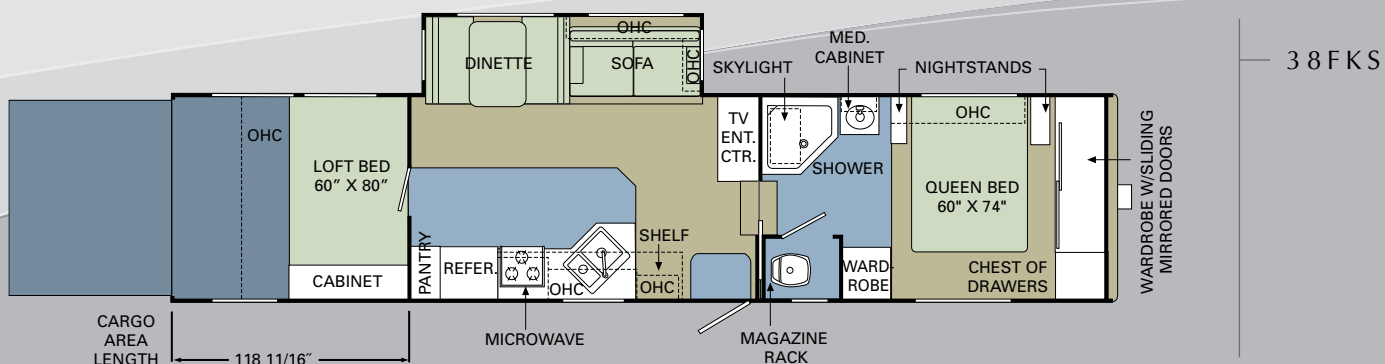 OHC
MED.
CABINET
DINETTE
SOFA
OHC
SKYLIGHT
NIGHTSTANDS
38FKS
OHC
LOFT BED
60” X 80”
TV
ENT.
CTR.
SHOWER
OHC
QUEEN BED
60" X 74"
WARDROBE W/SLIDING
MIRRORED DOORS
PANTRY
REFER.
SHELF
CABINET
OHC
OHC
WARD-
ROBE
CHEST OF
DRAWERS
MICROWAVE
MAGAZINE
RACK
CARGO
AREA
LENGTH
118 11/16”